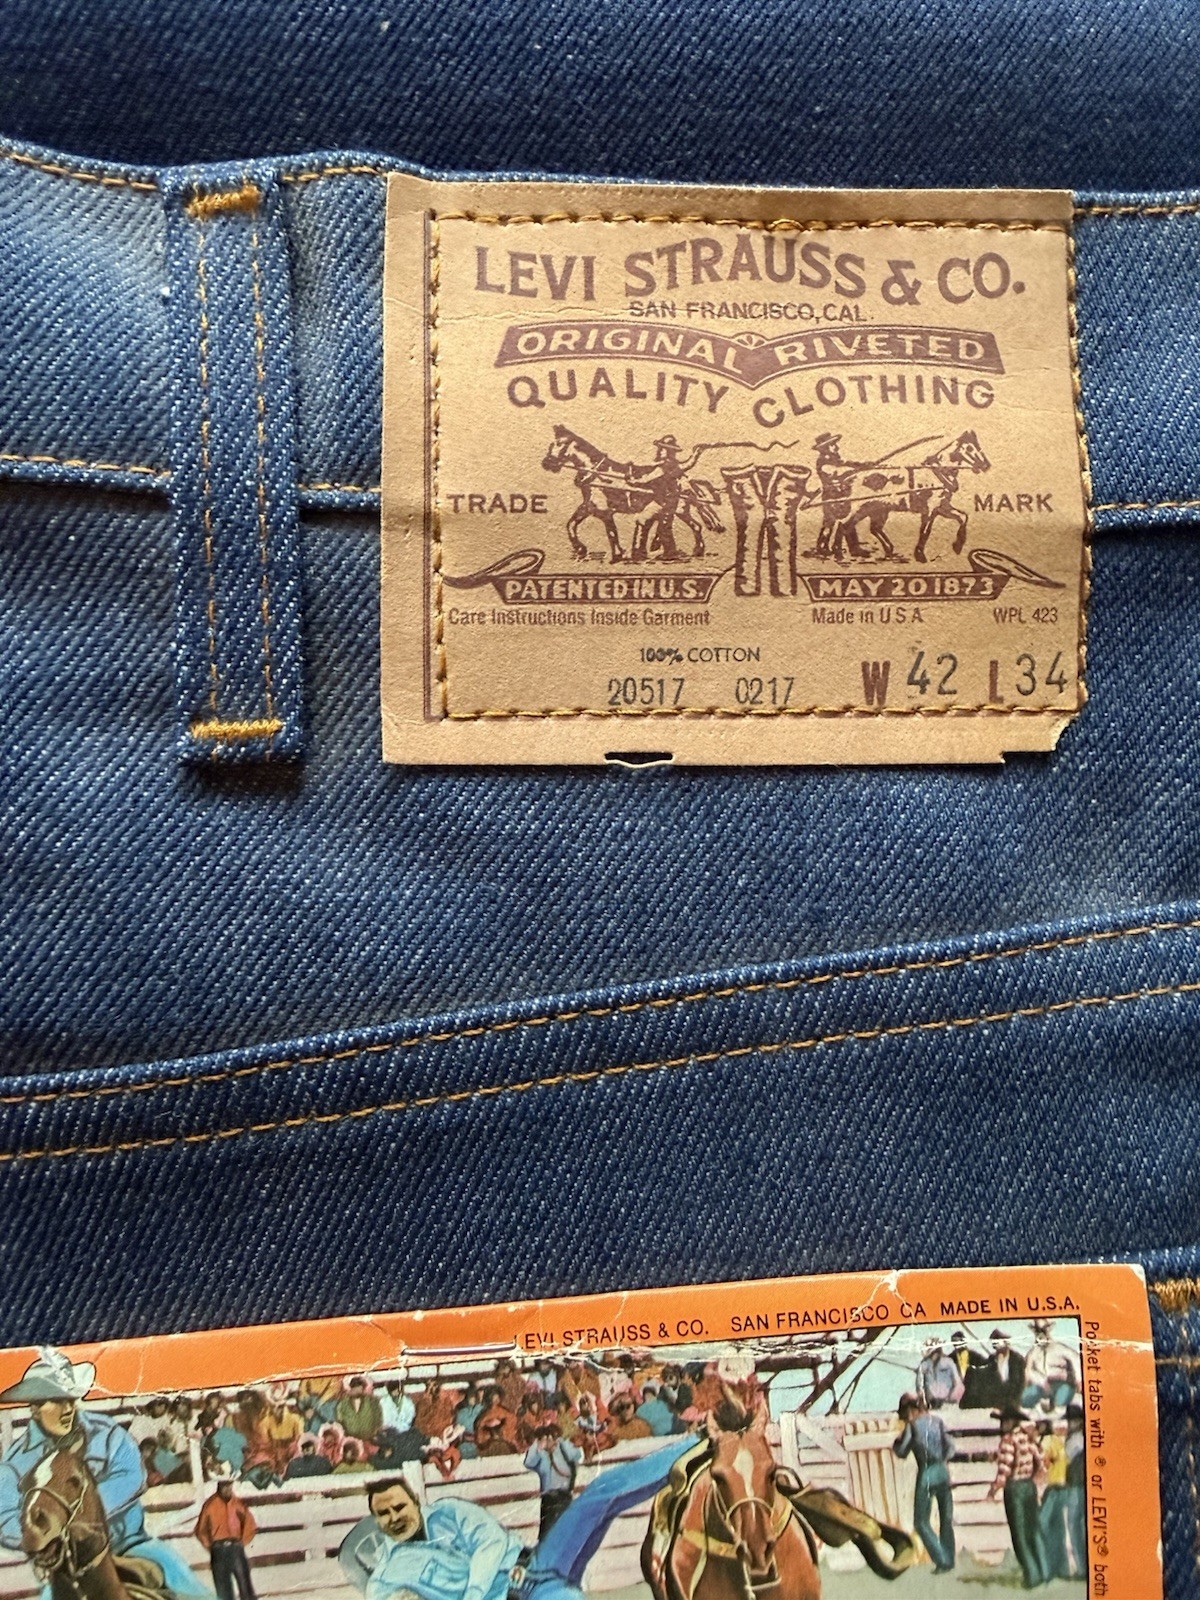 LEVI STRAUSS & CO.
SAN FRANCISCO, CAL.
ORIGINAL RIVETED
QUALITY CLOTHING
TRADE MARK
PATENTED IN U.S. MAY 20 1873
Care Instructions Inside Garment Made in U S A WPL 423
100% COTTON
20517 0217 W 42 L 34
LEVI STRAUSS & CO. SAN FRANCISCO CA MADE IN U.S.A.
Pocket tabs with ® or LEVI'S® both